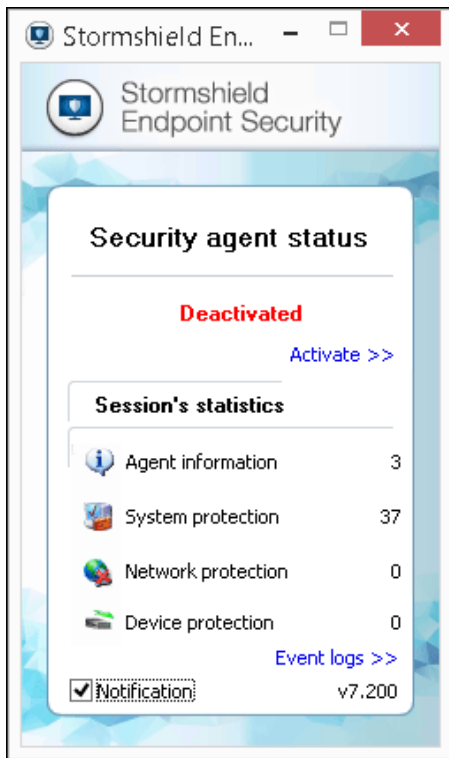 Stormshield En...
Stormshield
Endpoint Security
Security agent status
Deactivated
Activate >>
Session's statistics
Agent information 3
System protection 37
Network protection 0
Device protection 0
Event logs >>
Notification v7.200